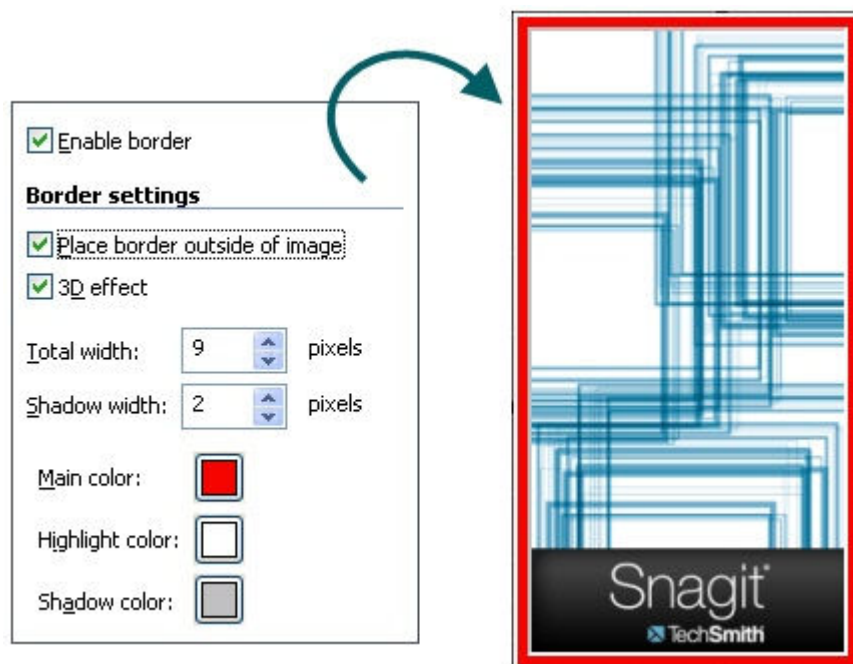 Enable border
Border settings
Place border outside of image
3D effect
Total width: 9 pixels
Shadow width: 2 pixels
Main color:
Highlight color:
Shadow color:
Snagit®
TechSmith